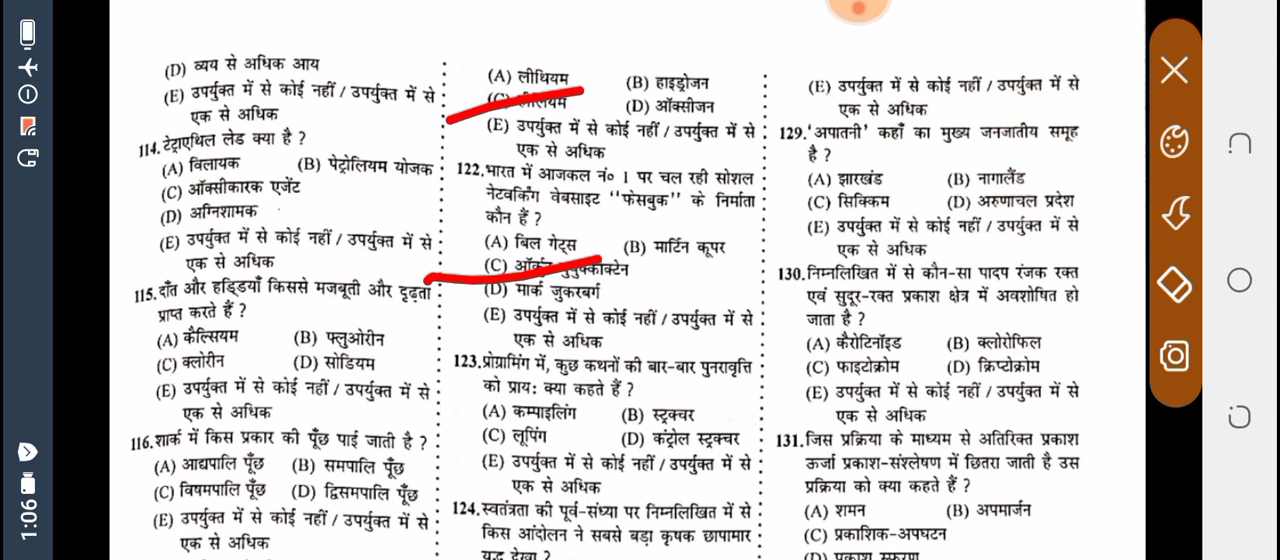 (D) व्यय से अधिक आय
(E) उपर्युक्त में से कोई नहीं / उपर्युक्त में से
एक से अधिक
114. टेट्राएथिल लेड क्या है ?
(A) विलायक (B) पेट्रोलियम योजक
(C) ऑक्सीकारक एजेंट
(D) अग्निशामक
(E) उपर्युक्त में से कोई नहीं / उपर्युक्त में से
एक से अधिक
115. दाँत और हड्डियाँ किससे मजबूती और दृढ़ता
प्राप्त करते हैं ?
(A) कैल्सियम (B) फ्लुओरीन
(C) क्लोरीन (D) सोडियम
(E) उपर्युक्त में से कोई नहीं / उपर्युक्त में से
एक से अधिक
116. शार्क में किस प्रकार की पूँछ पाई जाती है ?
(A) आद्यपालि पूँछ (B) समपालि पूँछ
(C) विषमपालि पूँछ (D) द्विसमपालि पूँछ
(E) उपर्युक्त में से कोई नहीं / उपर्युक्त में से
एक से अधिक
(A) लीथियम (B) हाइड्रोजन
(C) हीलियम (D) ऑक्सीजन
(E) उपर्युक्त में से कोई नहीं / उपर्युक्त में से
एक से अधिक
122. भारत में आजकल नं० 1 पर चल रही सोशल
नेटवर्किंग वेबसाइट "फेसबुक" के निर्माता
कौन हैं ?
(A) बिल गेट्स (B) मार्टिन कूपर
(C) ऑर्कुट
(D) मार्क जुकरबर्ग
(E) उपर्युक्त में से कोई नहीं / उपर्युक्त में से
एक से अधिक
123. प्रोग्रामिंग में, कुछ कथनों की बार-बार पुनरावृत्ति
को प्राय: क्या कहते हैं ?
(A) कम्पाइलिंग (B) स्ट्रक्चर
(C) लूपिंग (D) कंट्रोल स्ट्रक्चर
(E) उपर्युक्त में से कोई नहीं / उपर्युक्त में से
एक से अधिक
124. स्वतंत्रता की पूर्व-संध्या पर निम्नलिखित में से
किस आंदोलन ने सबसे बड़ा कृषक छापामार
युद्ध देखा ?
(E) उपर्युक्त में से कोई नहीं / उपर्युक्त में से
एक से अधिक
129. 'अपातनी' कहाँ का मुख्य जनजातीय समूह
है ?
(A) झारखंड (B) नागालैंड
(C) सिक्किम (D) अरुणाचल प्रदेश
(E) उपर्युक्त में से कोई नहीं / उपर्युक्त में से
एक से अधिक
130. निम्नलिखित में से कौन-सा पादप रंजक रक्त
एवं सुदूर-रक्त प्रकाश क्षेत्र में अवशोषित हो
जाता है ?
(A) कैरोटिनॉइड (B) क्लोरोफिल
(C) फाइटोक्रोम (D) क्रिप्टोक्रोम
(E) उपर्युक्त में से कोई नहीं / उपर्युक्त में से
एक से अधिक
131. जिस प्रक्रिया के माध्यम से अतिरिक्त प्रकाश
ऊर्जा प्रकाश-संश्लेषण में छितरा जाती है उस
प्रक्रिया को क्या कहते हैं ?
(A) शमन (B) अपमार्जन
(C) प्रकाशिक-अपघटन
(D) प्रकाश स्फुरण
1:06